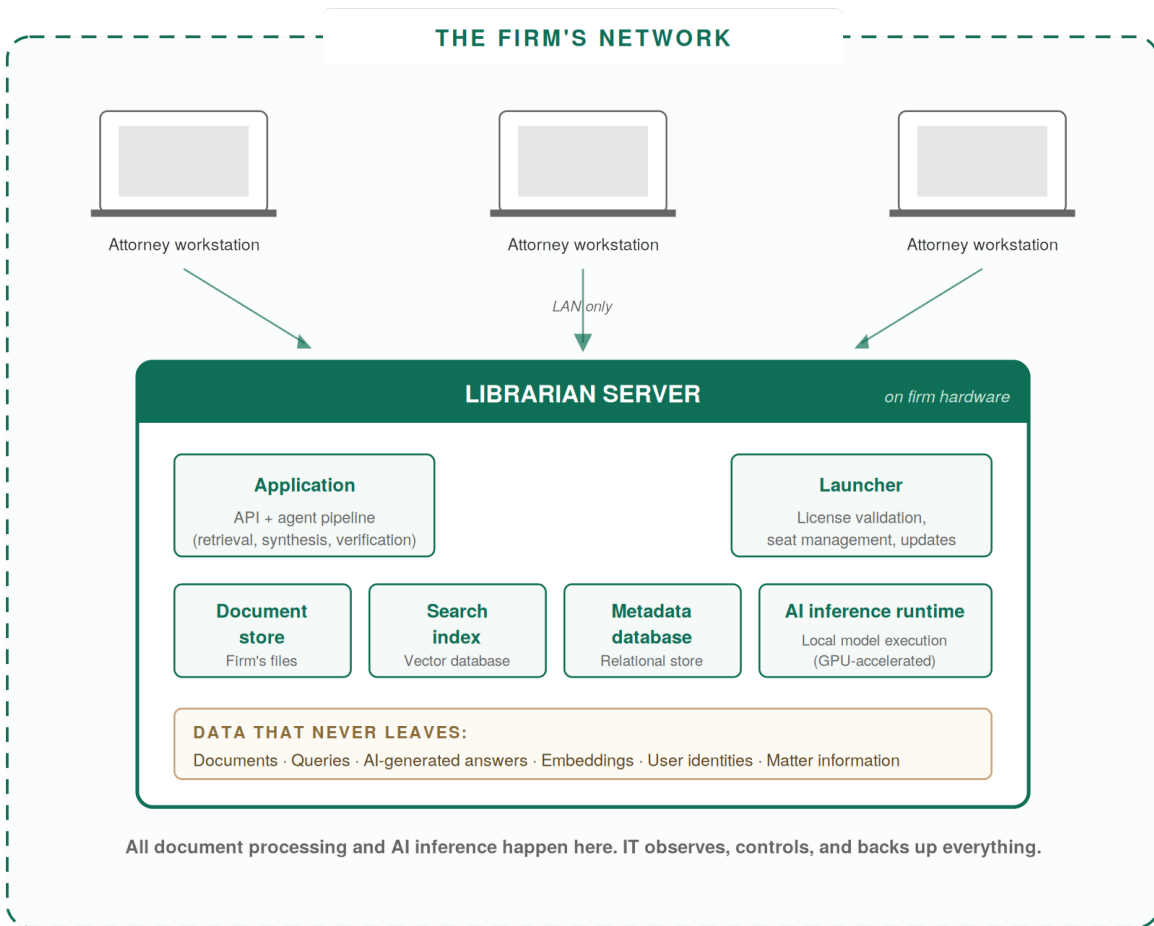 THE FIRM'S NETWORK
Attorney workstation
Attorney workstation
Attorney workstation
LAN only
LIBRARIAN SERVER
on firm hardware
Application
API + agent pipeline
(retrieval, synthesis, verification)
Launcher
License validation,
seat management, updates
Document
store
Firm's files
Search
index
Vector database
Metadata
database
Relational store
AI inference runtime
Local model execution
(GPU-accelerated)
DATA THAT NEVER LEAVES:
Documents · Queries · AI-generated answers · Embeddings · User identities · Matter information
All document processing and AI inference happen here. IT observes, controls, and backs up everything.